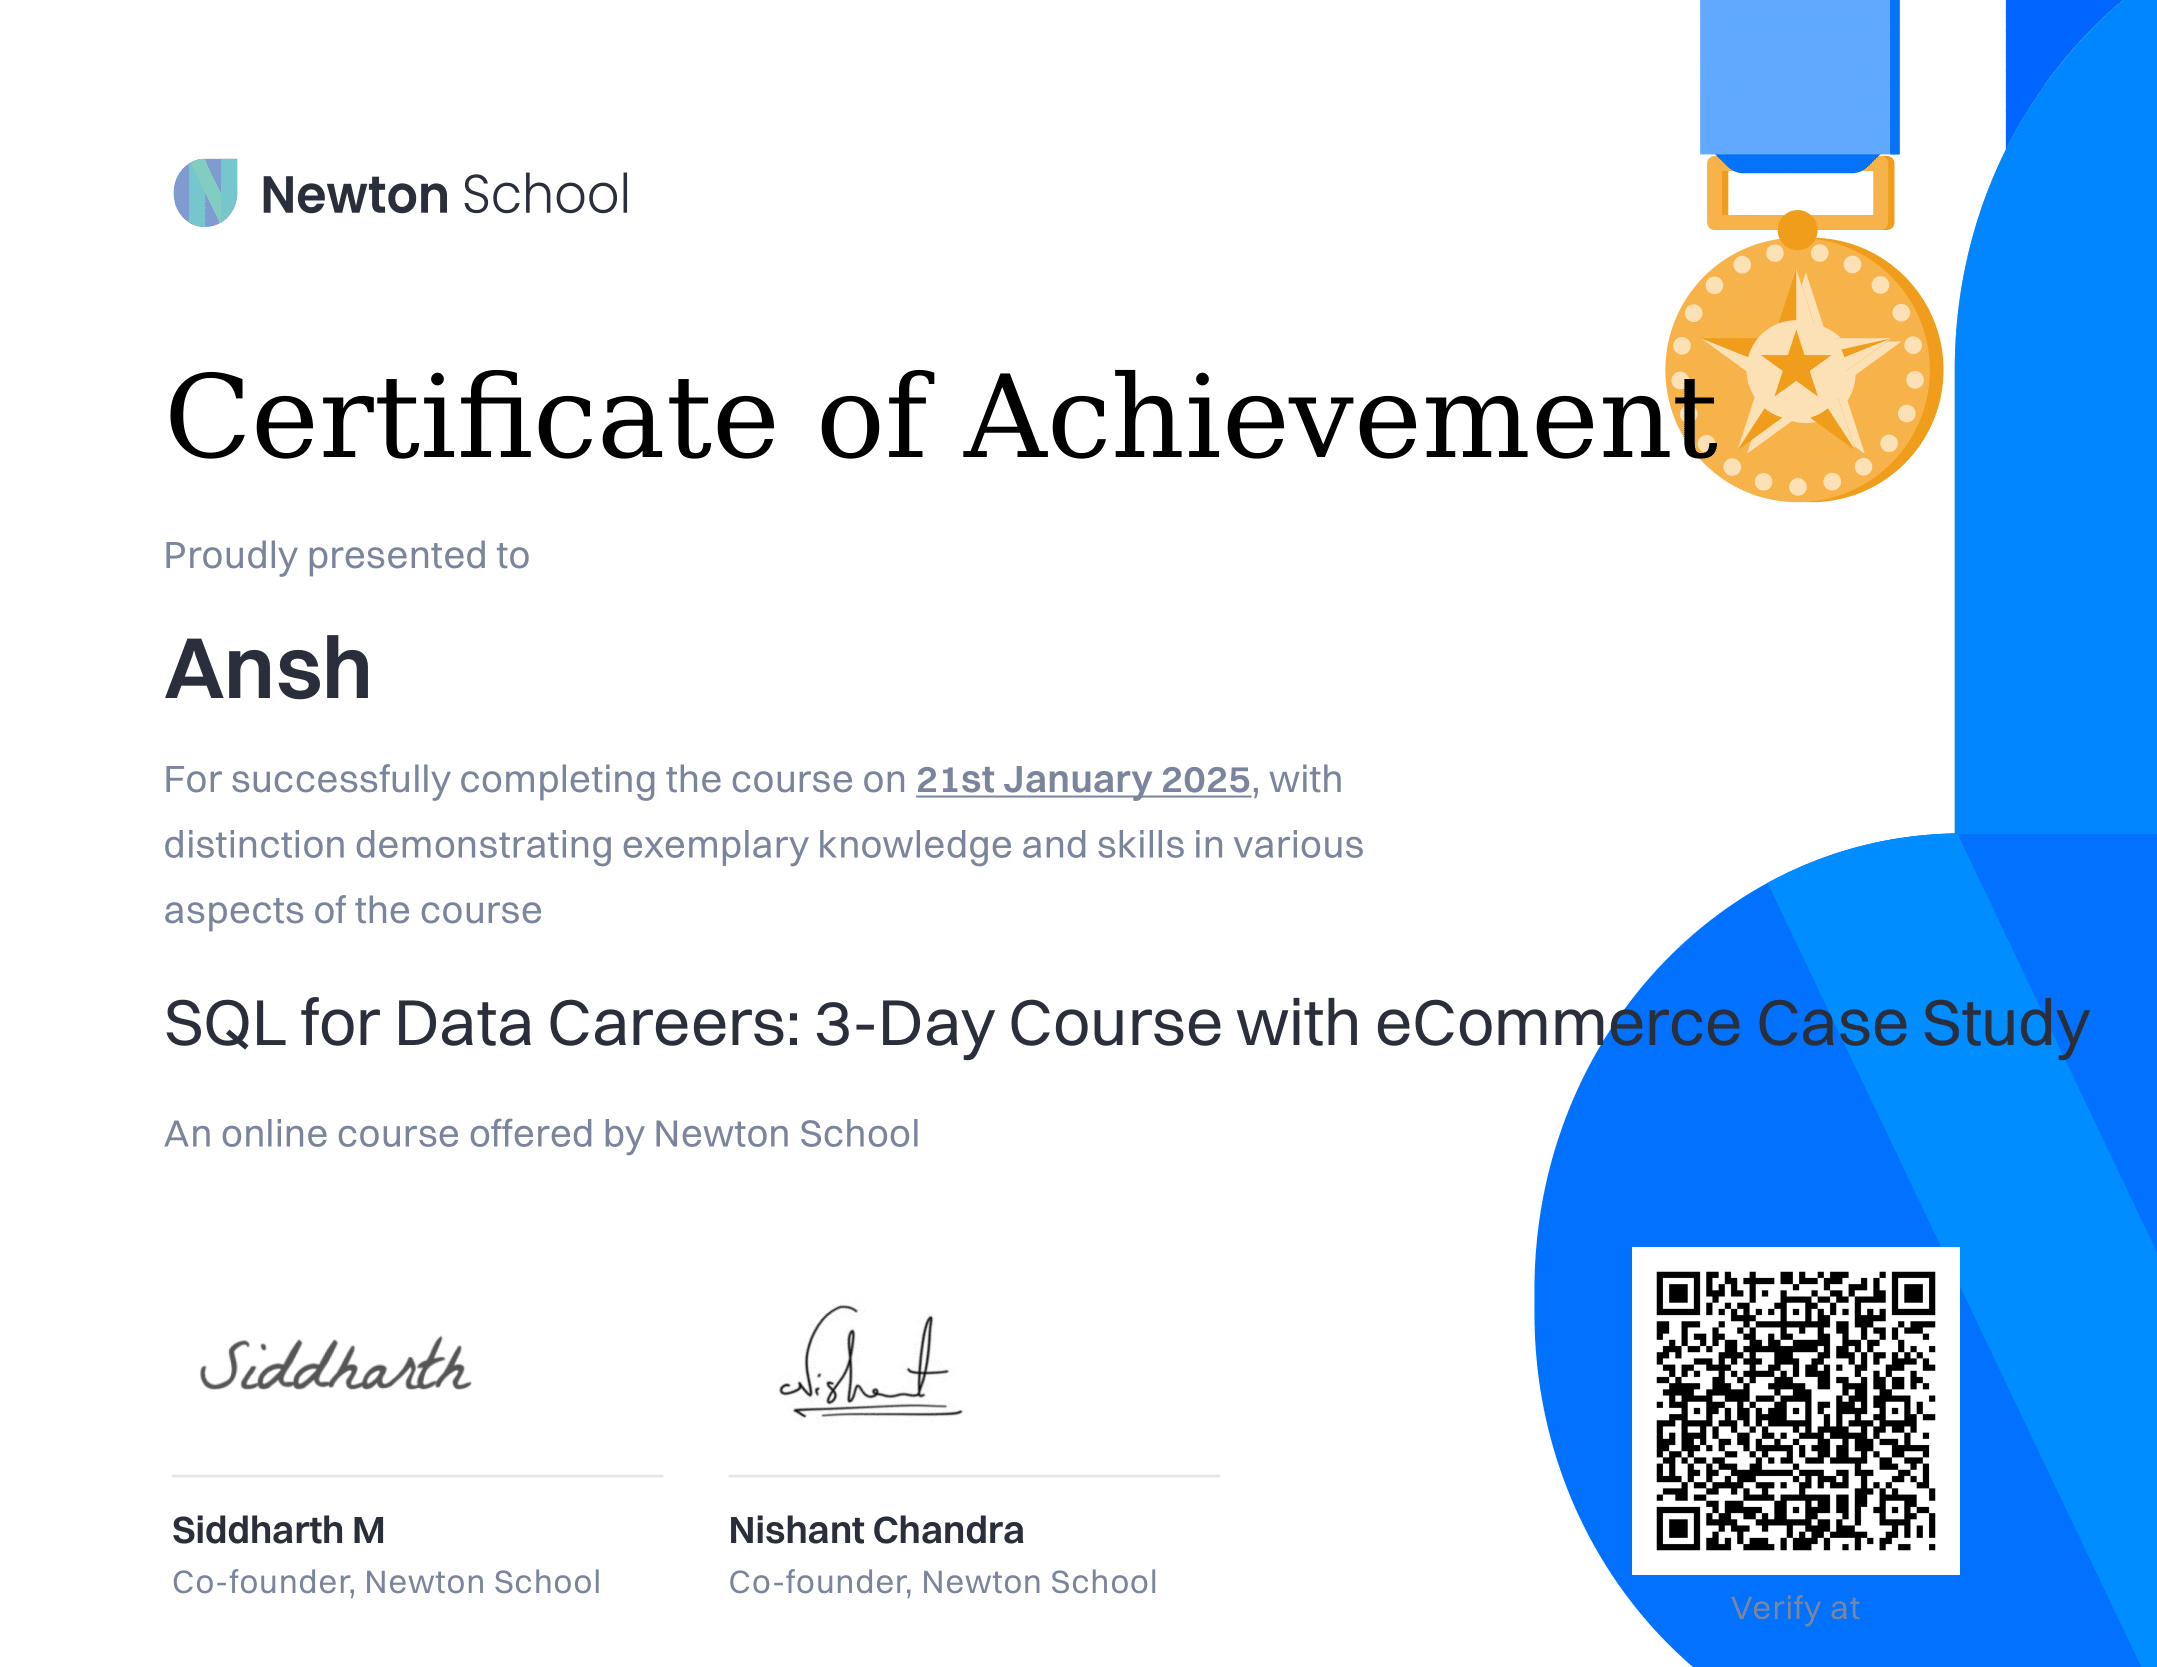 Newton School
Certificate of Achievement
Proudly presented to
Ansh
For successfully completing the course on 21st January 2025, with
distinction demonstrating exemplary knowledge and skills in various
aspects of the course
SQL for Data Careers: 3-Day Course with eCommerce Case Study
An online course offered by Newton School
Siddharth
Nishant
Siddharth M
Co-founder, Newton School
Nishant Chandra
Co-founder, Newton School
Verify at